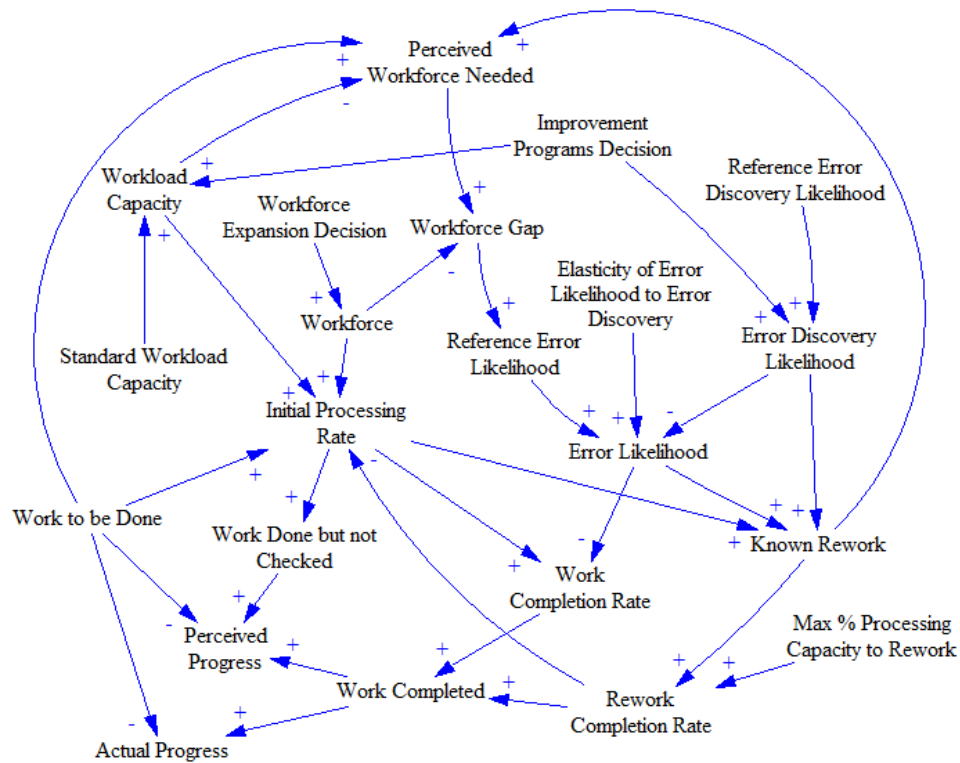 Perceived
Workforce Needed
+
+
-
Improvement
Programs Decision
Reference Error
Discovery Likelihood
Workload
Capacity
+
+
Workforce
Expansion Decision
+
Workforce Gap
-
Elasticity of Error
Likelihood to Error
Discovery
+
Workforce
+
Reference Error
Likelihood
+
+
Error Discovery
Likelihood
Standard Workload
Capacity
+
+
Initial Processing
Rate
+
+
-
Error Likelihood
-
+
+
Work to be Done
+
Work Done but not
Checked
+
+
+
Known Rework
-
+
Work
Completion Rate
-
+
Perceived
Progress
+
Max % Processing
Capacity to Rework
+
Work Completed
+
+
+
Rework
Completion Rate
-
+
Actual Progress